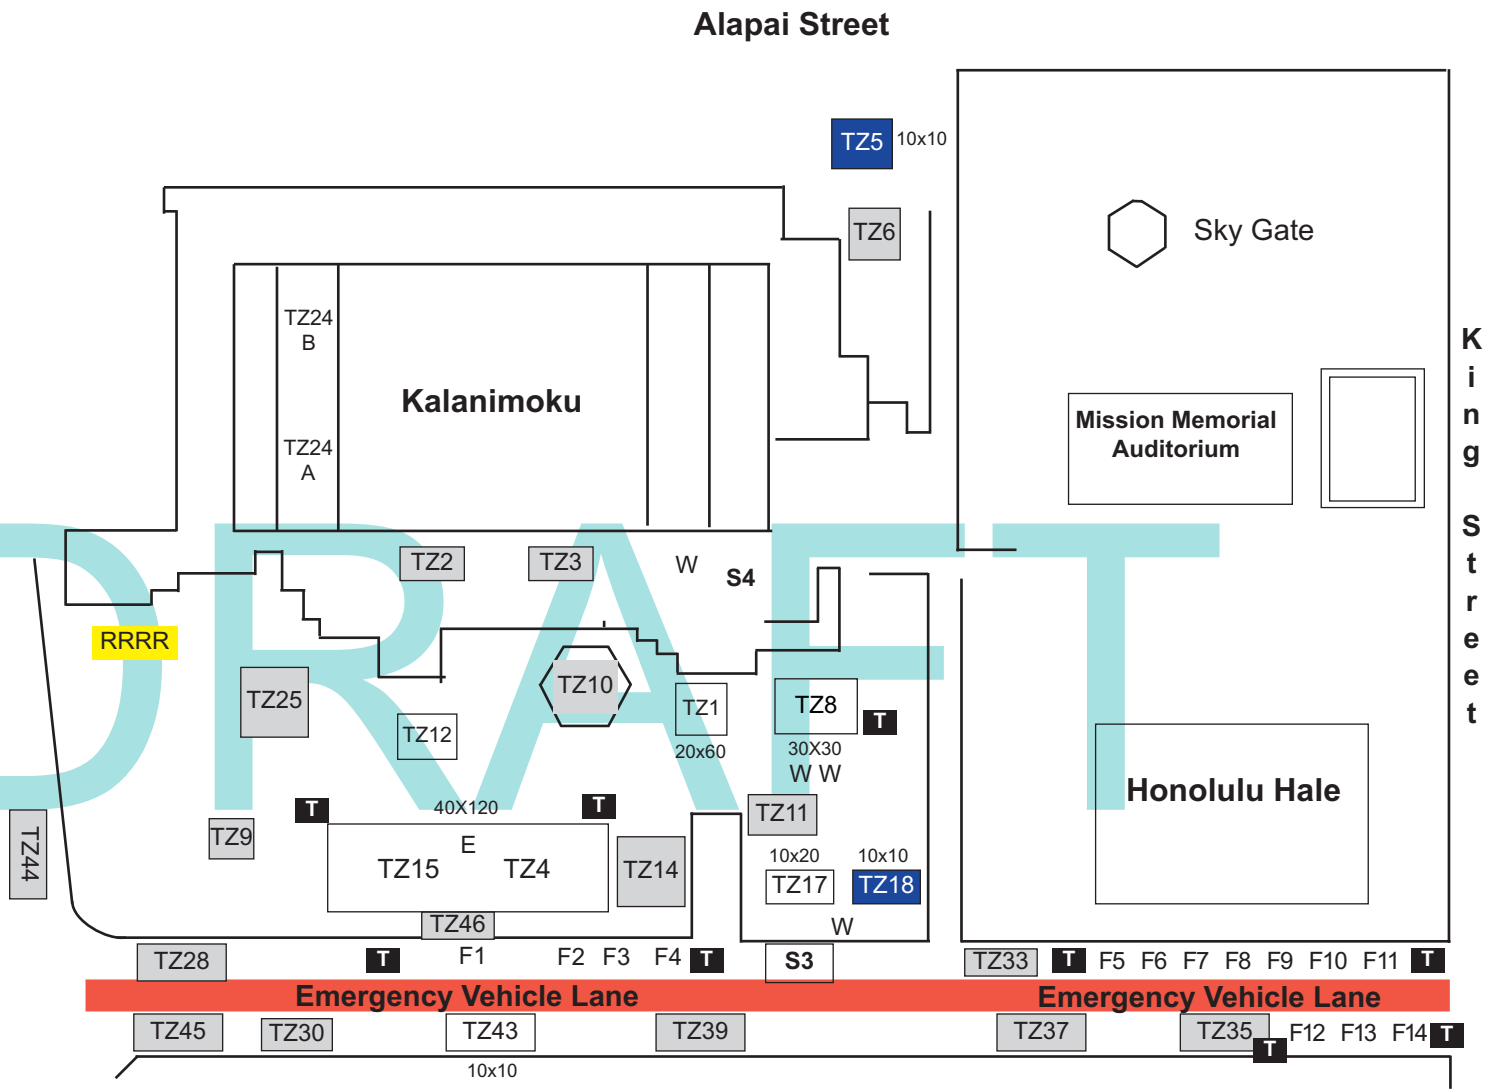 Alapai Street
TZ5 10x10
TZ6
Sky Gate
TZ24
B
Kalanimoku
TZ24
A
Mission Memorial
Auditorium
King Street
DRAFT
TZ2
TZ3
W
S4
RRRR
TZ25
TZ10
TZ12
TZ1
20x60
TZ8
T
30X30
W W
Honolulu Hale
T
40X120
T
TZ11
TZ9
TZ44
E
TZ15
TZ4
TZ14
10x20
10x10
TZ17
TZ18
TZ46
W
TZ28
T
F1
F2 F3 F4
T
S3
TZ33
T
F5 F6 F7 F8 F9 F10 F11
T
Emergency Vehicle Lane
Emergency Vehicle Lane
TZ45
TZ30
TZ43
TZ39
TZ37
TZ35
T
F12 F13 F14
T
10x10